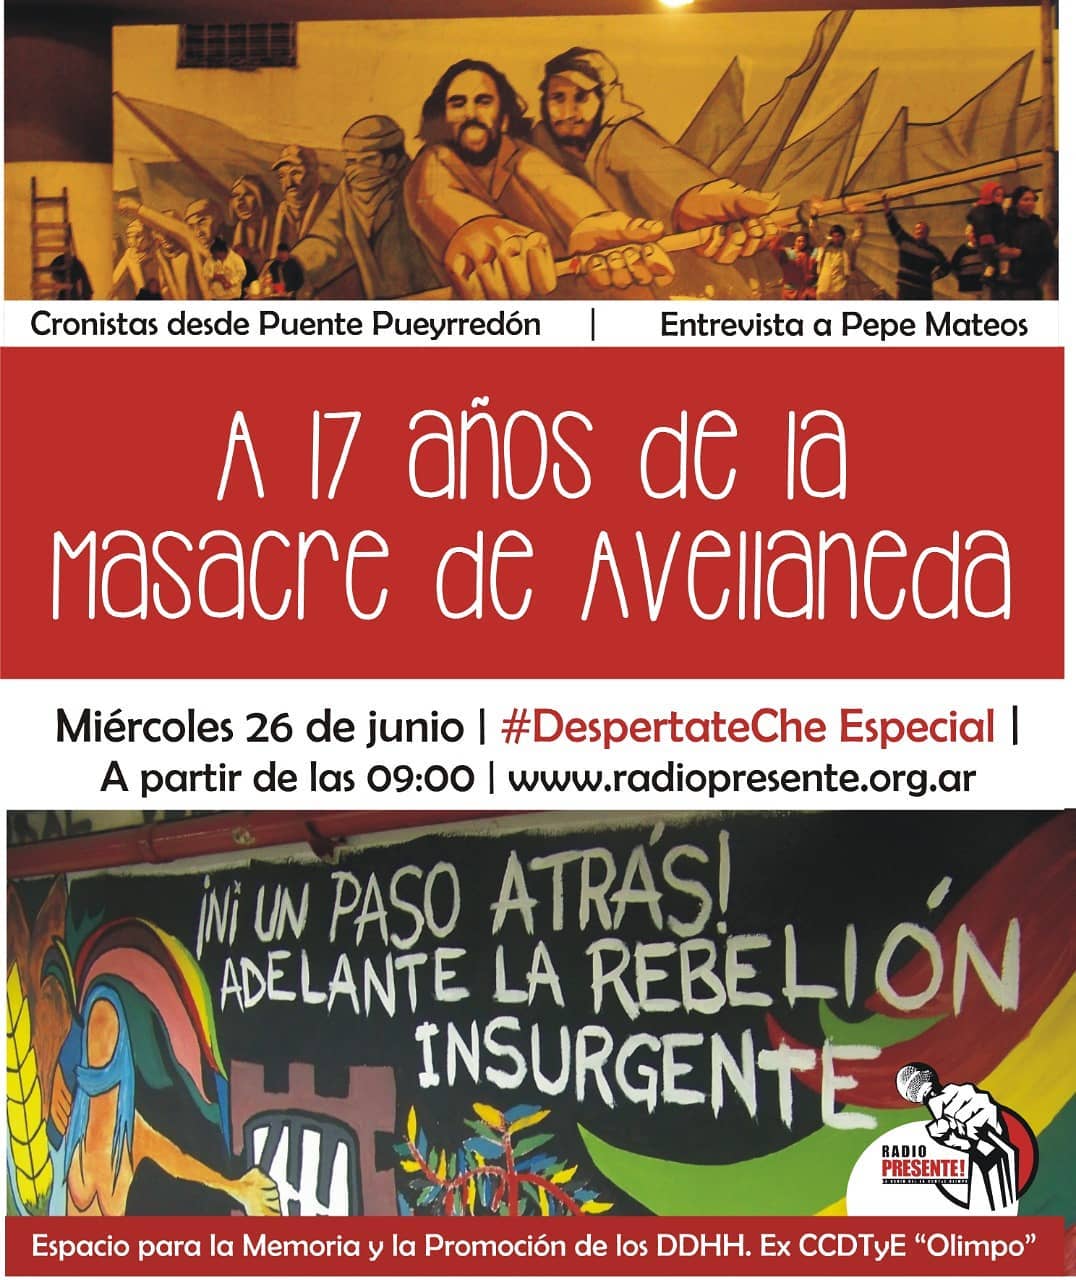 Cronistas desde Puente Pueyrredón | Entrevista a Pepe Mateos
A 17 años de la
Masacre de Avellaneda
Miércoles 26 de junio | #DespertateChe Especial |
A partir de las 09:00 | www.radiopresente.org.ar
¡Ni UN PASO ATRÁS!
ADELANTE LA REBELIÓN
INSURGENTE
RADIO
PRESENTE!
Espacio para la Memoria y la Promoción de los DDHH. Ex CCDTyE “Olimpo”